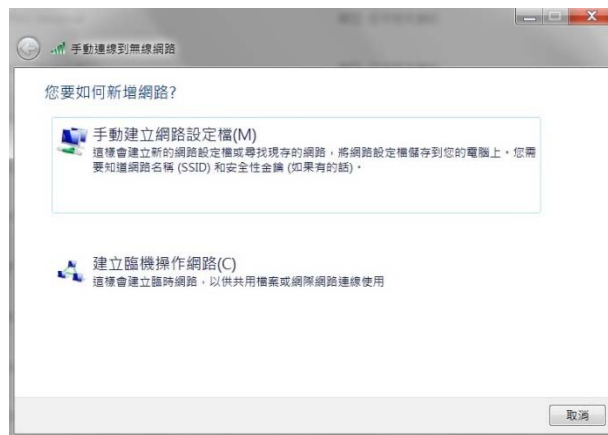 手動連線到無線網路
您要如何新增網路?
手動建立網路設定檔(M)
這樣會建立新的網路設定檔或尋找現存的網路，將網路設定檔儲存到您的電腦上。您需
要知道網路名稱 (SSID) 和安全性金鑰 (如果有的話)。
建立臨機操作網路(C)
這樣會建立臨時網路，以供共用檔案或網際網路連線使用
取消